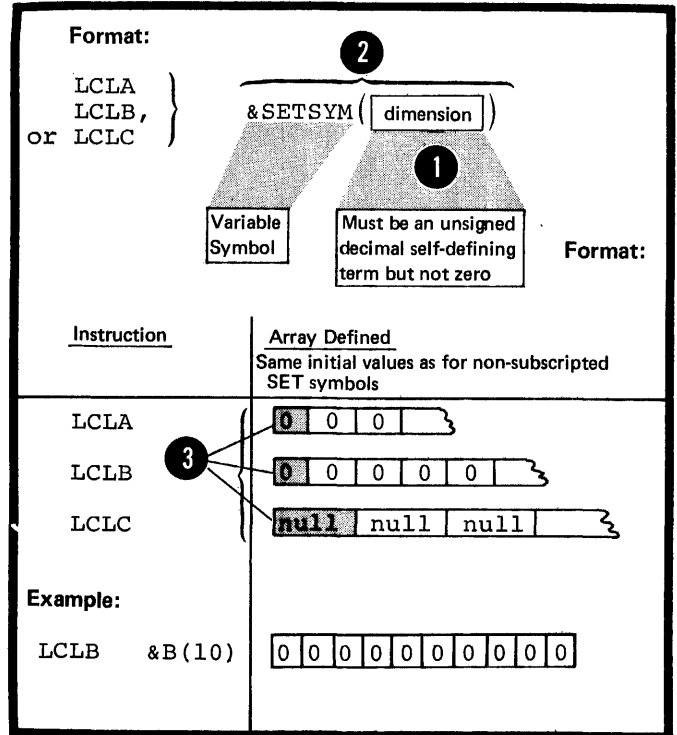 Format:
2
LCLA
LCLB,
or LCLC
&SETSYM( dimension )
1
Variable
Symbol
Must be an unsigned
decimal self-defining
term but not zero
Format:
Instruction
Array Defined
Same initial values as for non-subscripted
SET symbols
LCLA
0 0 0
3
LCLB
0 0 0 0 0
LCLC
null null null
Example:
LCLB &B(10)
0 0 0 0 0 0 0 0 0 0